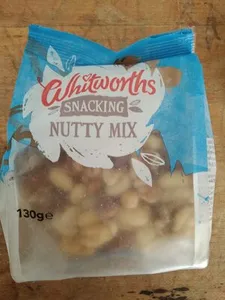 Whitworths
SNACKING
NUTTY MIX
130g℮